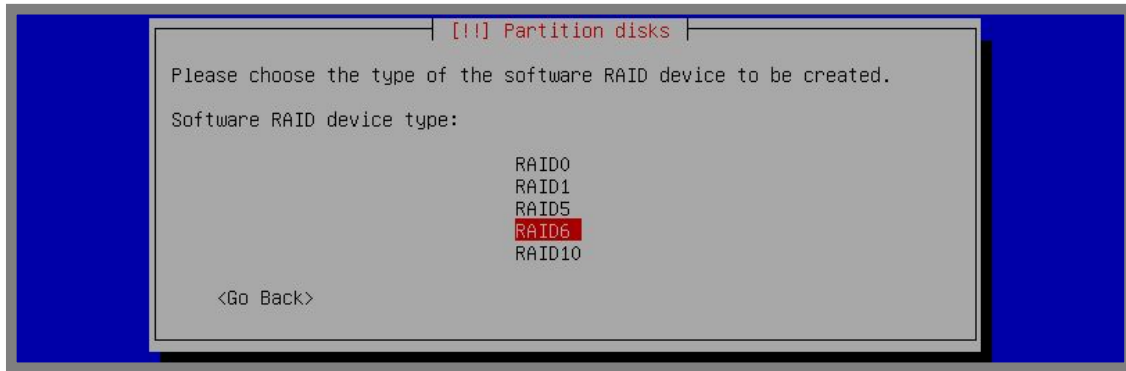 [!!] Partition disks
Please choose the type of the software RAID device to be created.
Software RAID device type:
RAID0
RAID1
RAID5
RAID6
RAID10
<Go Back>